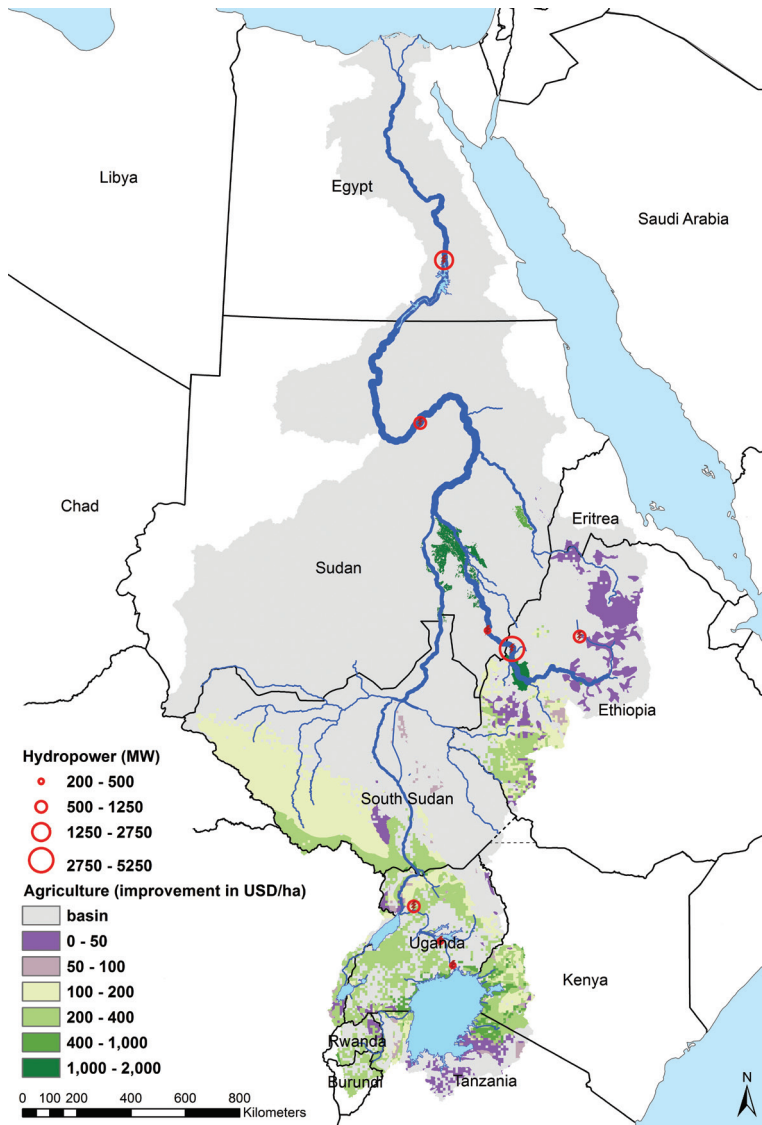 Libya
Egypt
Saudi Arabia
Chad
Eritrea
Sudan
Ethiopia
Hydropower (MW)
200 - 500
500 - 1250
1250 - 2750
2750 - 5250
South Sudan
Agriculture (improvement in USD/ha)
basin
0 - 50
50 - 100
100 - 200
200 - 400
400 - 1,000
1,000 - 2,000
Uganda
Kenya
Rwanda
Burundi
Tanzania
0 100 200 400 600 800
Kilometers
N